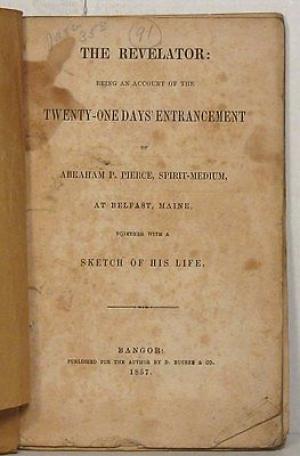 (91)
THE REVELATOR:
BEING AN ACCOUNT OF THE
TWENTY-ONE DAYS' ENTRANCEMENT
OF
ABRAHAM P. PIERCE, SPIRIT-MEDIUM,
AT BELFAST, MAINE,
TOGETHER WITH A
SKETCH OF HIS LIFE.
BANGOR:
PUBLISHED FOR THE AUTHOR BY D. BUGBEE & CO.
1857.